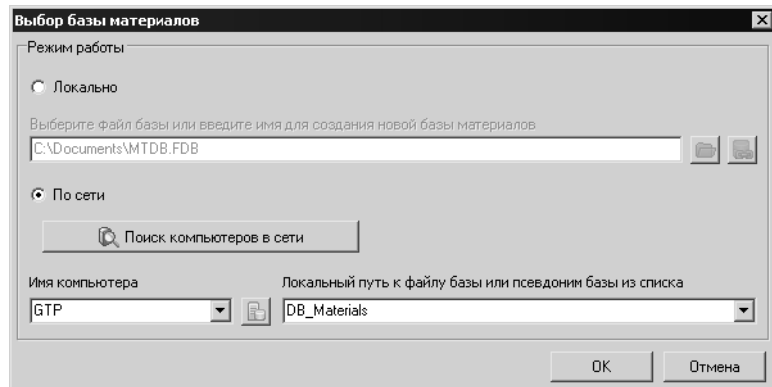 Выбор базы материалов
Режим работы
Локально
Выберите файл базы или введите имя для создания новой базы материалов
C:\Documents\MTDB.FDB
По сети
Поиск компьютеров в сети
Имя компьютера
Локальный путь к файлу базы или псевдоним базы из списка
GTP
DB_Materials
OK
Отмена